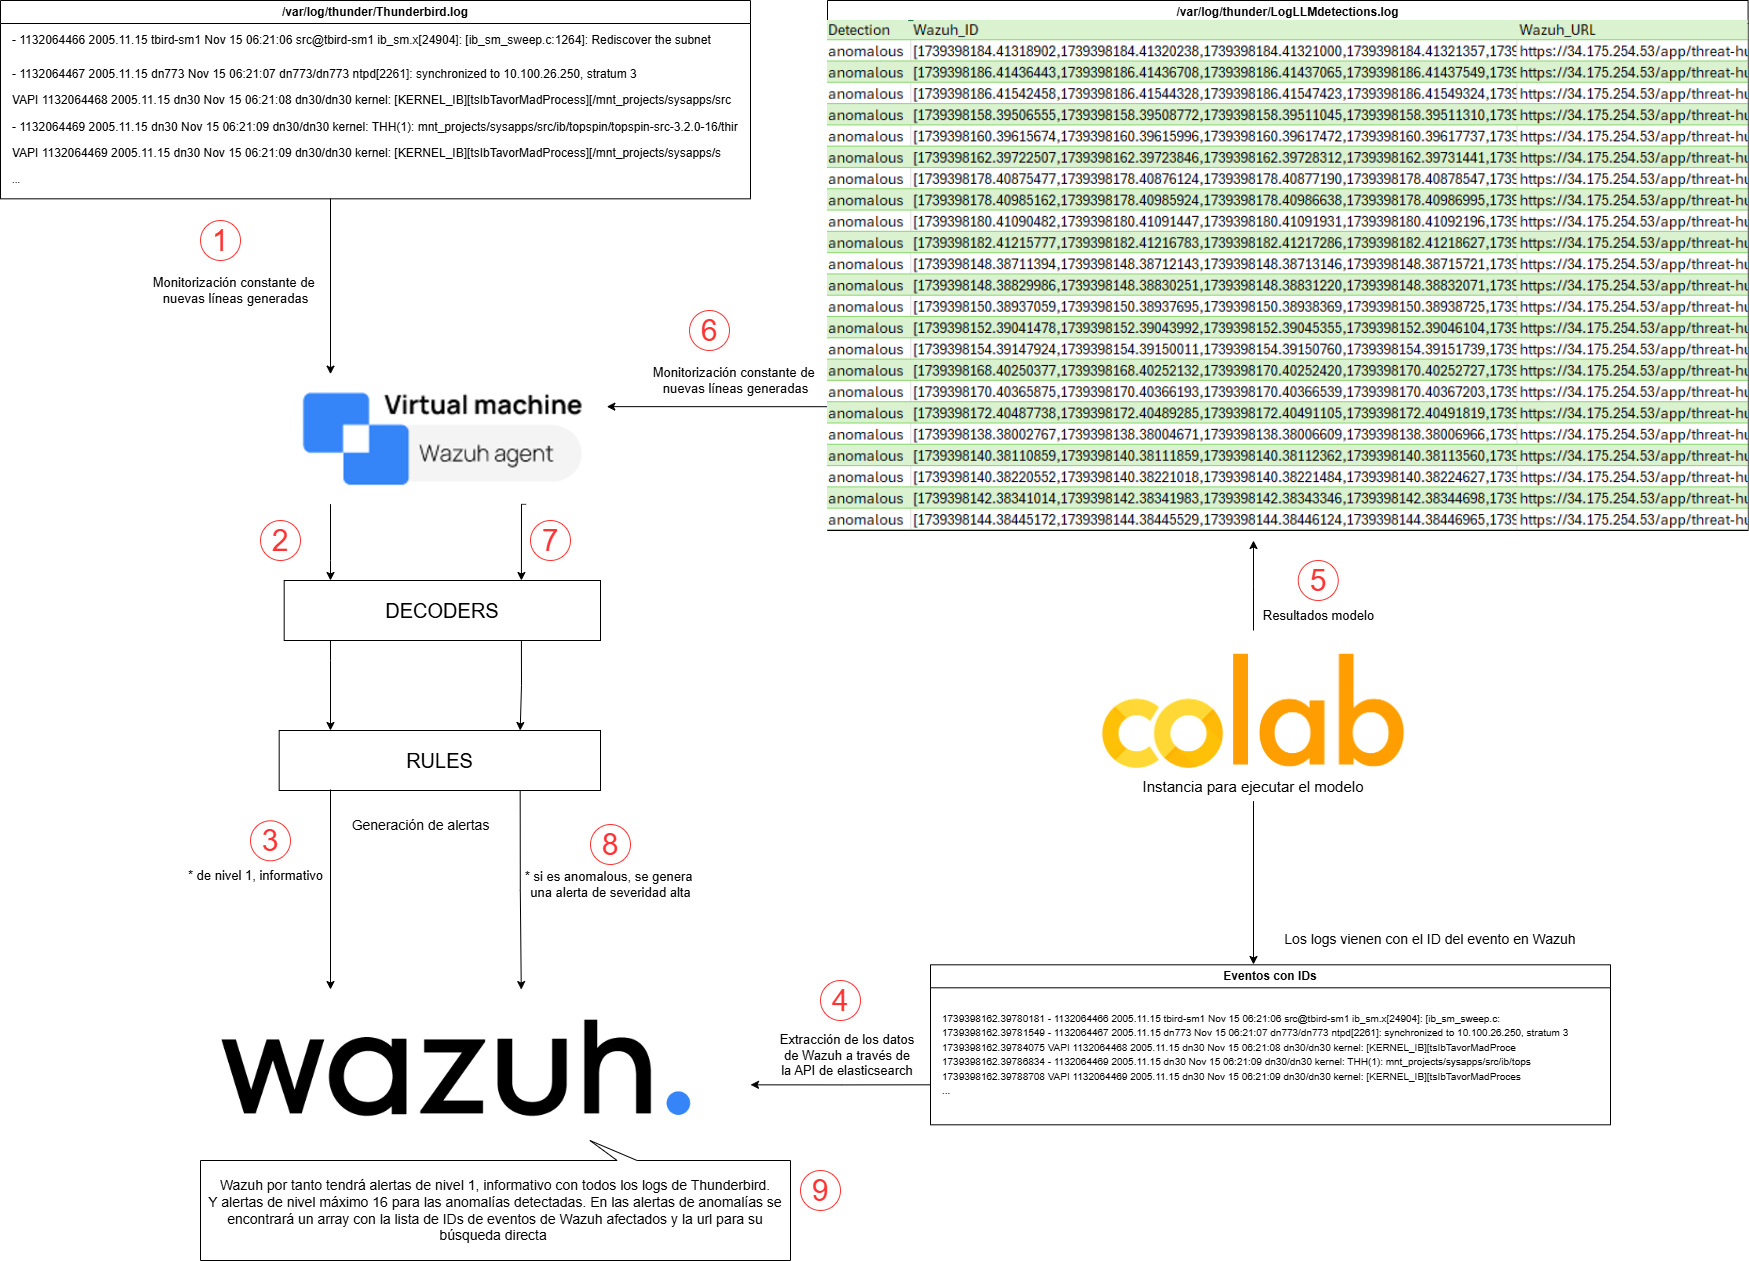 /var/log/thunder/Thunderbird.log
- 1132064466 2005.11.15 tbird-sm1 Nov 15 06:21:06 src@tbird-sm1 ib_sm.x[24904]: [ib_sm_sweep.c:1264]: Rediscover the subnet
- 1132064467 2005.11.15 dn773 Nov 15 06:21:07 dn773/dn773 ntpd[2261]: synchronized to 10.100.26.250, stratum 3
VAPI 1132064468 2005.11.15 dn30 Nov 15 06:21:08 dn30/dn30 kernel: [KERNEL_IB][tsIbTavorMadProcess][/mnt_projects/sysapps/src
- 1132064469 2005.11.15 dn30 Nov 15 06:21:09 dn30/dn30 kernel: THH(1): mnt_projects/sysapps/src/ib/topspin/topspin-src-3.2.0-16/thir
VAPI 1132064469 2005.11.15 dn30 Nov 15 06:21:09 dn30/dn30 kernel: [KERNEL_IB][tsIbTavorMadProcess][/mnt_projects/sysapps/s
...
/var/log/thunder/LogLLMdetections.log
Detection Wazuh_ID Wazuh_URL
anomalous [1739398184.41318902,1739398184.41320238,1739398184.41321000,1739398184.41321357,1739 https://34.175.254.53/app/threat-hu
anomalous [1739398186.41436443,1739398186.41436708,1739398186.41437065,1739398186.41437549,1739 https://34.175.254.53/app/threat-hu
anomalous [1739398186.41542458,1739398186.41544328,1739398186.41547423,1739398186.41549324,1739 https://34.175.254.53/app/threat-hu
anomalous [1739398158.39506555,1739398158.39508772,1739398158.39511045,1739398158.39511310,1739 https://34.175.254.53/app/threat-hu
anomalous [1739398160.39615674,1739398160.39615996,1739398160.39617472,1739398160.39617737,1739 https://34.175.254.53/app/threat-hu
anomalous [1739398162.39722507,1739398162.39723846,1739398162.39728312,1739398162.39731441,1739 https://34.175.254.53/app/threat-hu
anomalous [1739398178.40875477,1739398178.40876124,1739398178.40877190,1739398178.40878547,1739 https://34.175.254.53/app/threat-hu
anomalous [1739398178.40985162,1739398178.40985924,1739398178.40986638,1739398178.40986995,1739 https://34.175.254.53/app/threat-hu
anomalous [1739398180.41090482,1739398180.41091447,1739398180.41091931,1739398180.41092196,1739 https://34.175.254.53/app/threat-hu
anomalous [1739398182.41215777,1739398182.41216783,1739398182.41217286,1739398182.41218627,1739 https://34.175.254.53/app/threat-hu
anomalous [1739398148.38711394,1739398148.38712143,1739398148.38713146,1739398148.38715721,1739 https://34.175.254.53/app/threat-hu
anomalous [1739398148.38829986,1739398148.38830251,1739398148.38831220,1739398148.38832071,1739 https://34.175.254.53/app/threat-hu
anomalous [1739398150.38937059,1739398150.38937695,1739398150.38938369,1739398150.38938725,1739 https://34.175.254.53/app/threat-hu
anomalous [1739398152.39041478,1739398152.39043992,1739398152.39045355,1739398152.39046104,1739 https://34.175.254.53/app/threat-hu
anomalous [1739398154.39147924,1739398154.39150011,1739398154.39150760,1739398154.39151739,1739 https://34.175.254.53/app/threat-hu
anomalous [1739398168.40250377,1739398168.40252132,1739398170.40252420,1739398170.40252727,1739 https://34.175.254.53/app/threat-hu
anomalous [1739398170.40365875,1739398170.40366193,1739398170.40366539,1739398170.40367203,1739 https://34.175.254.53/app/threat-hu
anomalous [1739398172.40487738,1739398172.40489285,1739398172.40491105,1739398172.40491819,1739 https://34.175.254.53/app/threat-hu
anomalous [1739398138.38002767,1739398138.38004671,1739398138.38006609,1739398138.38006966,1739 https://34.175.254.53/app/threat-hu
anomalous [1739398140.38110859,1739398140.38111859,1739398140.38112362,1739398140.38113560,1739 https://34.175.254.53/app/threat-hu
anomalous [1739398140.38220552,1739398140.38221018,1739398140.38221484,1739398140.38224627,1739 https://34.175.254.53/app/threat-hu
anomalous [1739398142.38341014,1739398142.38341983,1739398142.38343346,1739398142.38344698,1739 https://34.175.254.53/app/threat-hu
anomalous [1739398144.38445172,1739398144.38445529,1739398144.38446124,1739398144.38446965,1739 https://34.175.254.53/app/threat-hu
1
Monitorización constante de
nuevas líneas generadas
6
Monitorización constante de
nuevas líneas generadas
Virtual machine
Wazuh agent
2
7
DECODERS
5
Resultados modelo
colab
Instancia para ejecutar el modelo
RULES
Generación de alertas
3
* de nivel 1, informativo
8
* si es anomalous, se genera
una alerta de severidad alta
Los logs vienen con el ID del evento en Wazuh
Eventos con IDs
1739398162.39780181 - 1132064466 2005.11.15 tbird-sm1 Nov 15 06:21:06 src@tbird-sm1 ib_sm.x[24904]: [ib_sm_sweep.c:
1739398162.39781549 - 1132064467 2005.11.15 dn773 Nov 15 06:21:07 dn773/dn773 ntpd[2261]: synchronized to 10.100.26.250, stratum 3
1739398162.39784075 VAPI 1132064468 2005.11.15 dn30 Nov 15 06:21:08 dn30/dn30 kernel: [KERNEL_IB][tsIbTavorMadProce
1739398162.39786834 - 1132064469 2005.11.15 dn30 Nov 15 06:21:09 dn30/dn30 kernel: THH(1): mnt_projects/sysapps/src/ib/tops
1739398162.39788708 VAPI 1132064469 2005.11.15 dn30 Nov 15 06:21:09 dn30/dn30 kernel: [KERNEL_IB][tsIbTavorMadProces
...
4
Extracción de los datos
de Wazuh a través de
la API de elasticsearch
wazuh.
Wazuh por tanto tendrá alertas de nivel 1, informativo con todos los logs de Thunderbird.
Y alertas de nivel máximo 16 para las anomalías detectadas. En las alertas de anomalías se
encontrará un array con la lista de IDs de eventos de Wazuh afectados y la url para su
búsqueda directa
9